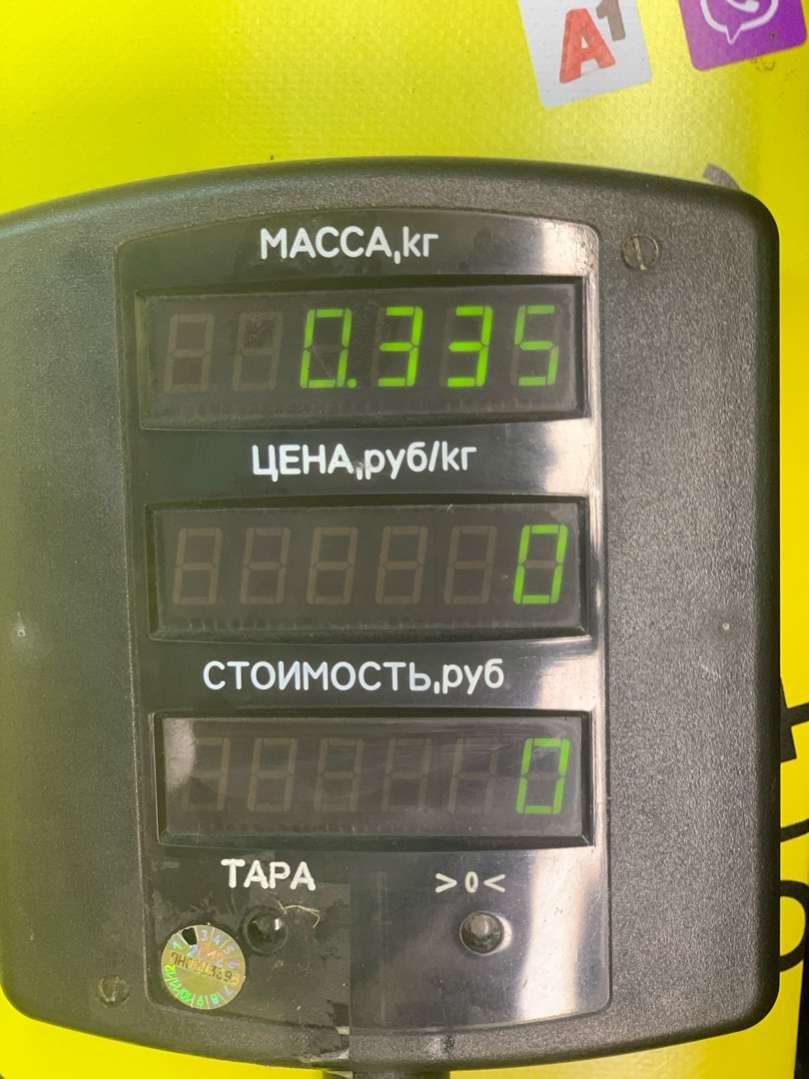 A1
МАССА,кг
0.335
ЦЕНА,руб/кг
0
СТОИМОСТЬ,руб
0
ТАРА >0<